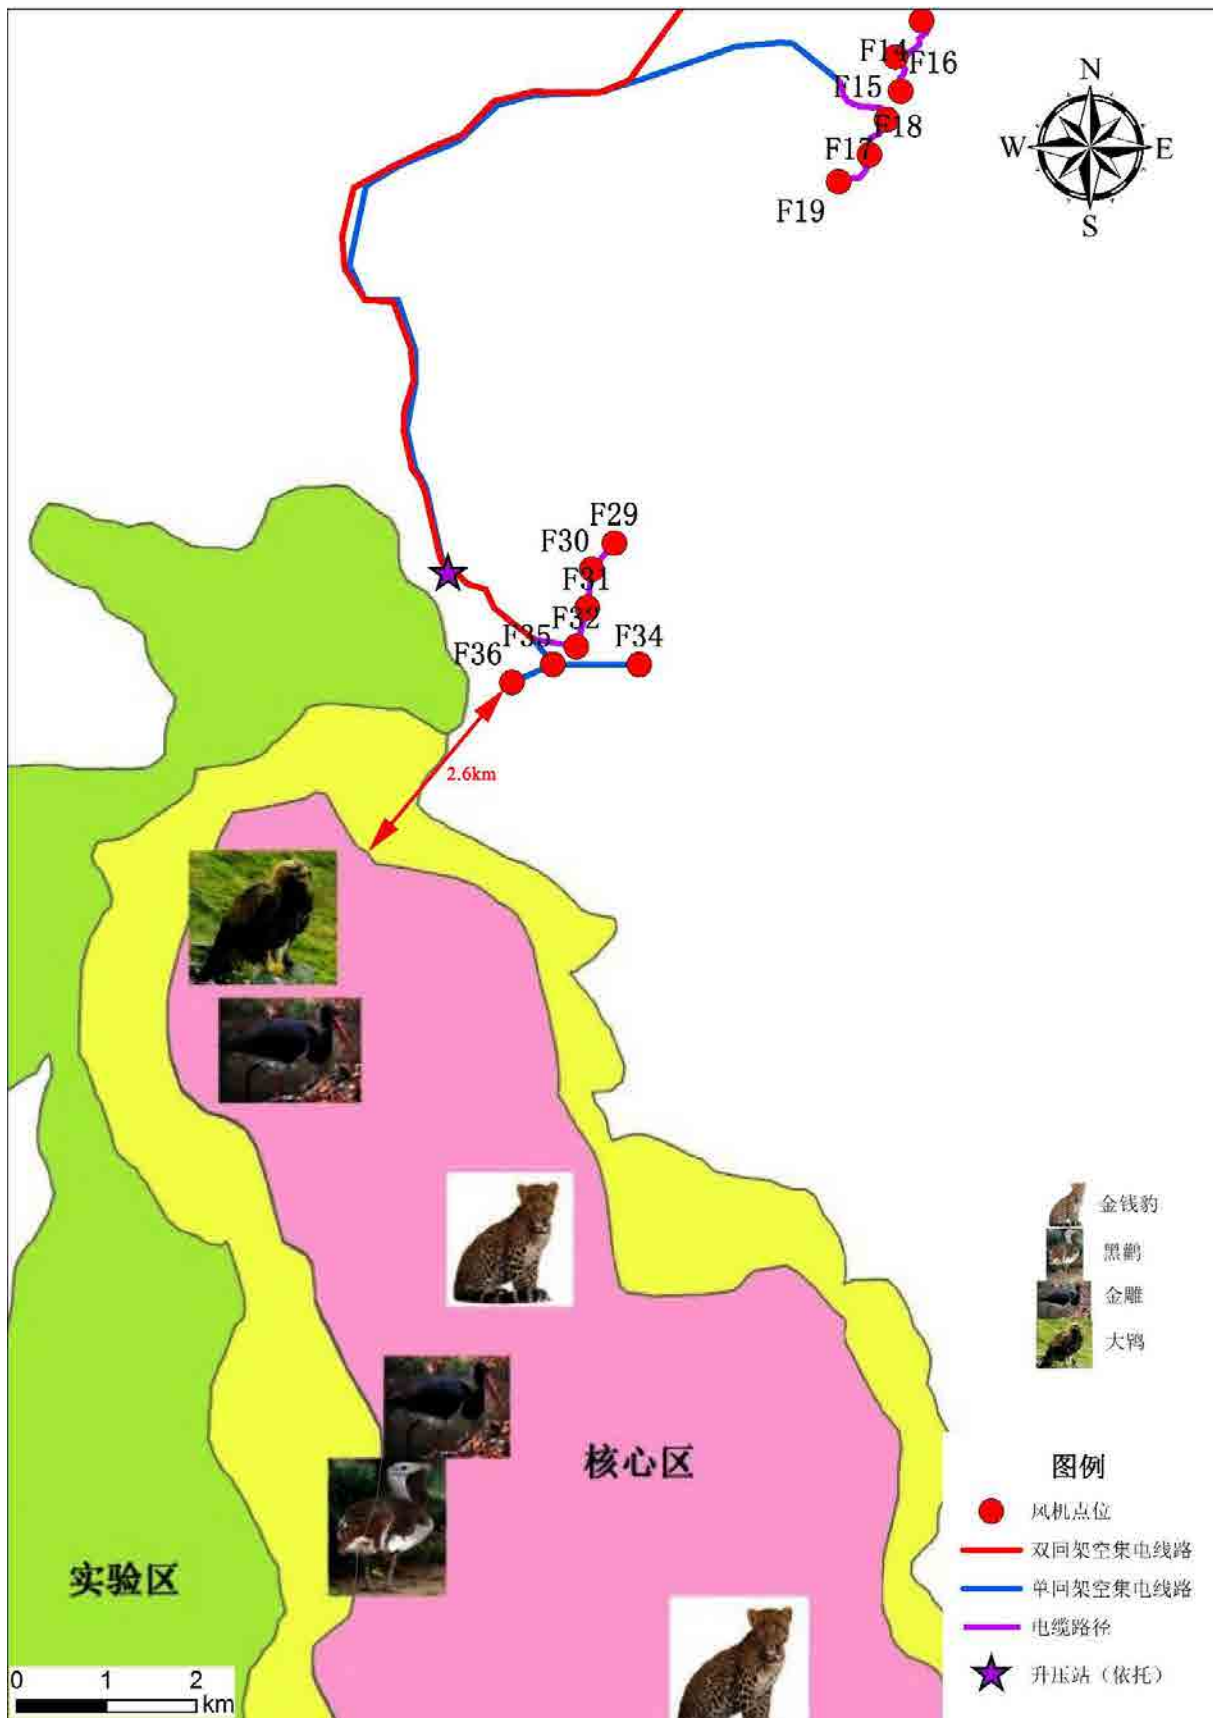 F14
F16
N
F15
F18
W
E
F17
F19
S
F29
F30
F31
F32
F35
F34
F36
2.6km
金钱豹
黑鹳
金雕
大鸨
核心区
图例
风机点位
双回架空集电线路
实验区
单回架空集电线路
电缆路径
升压站（依托）
0 1 2
km